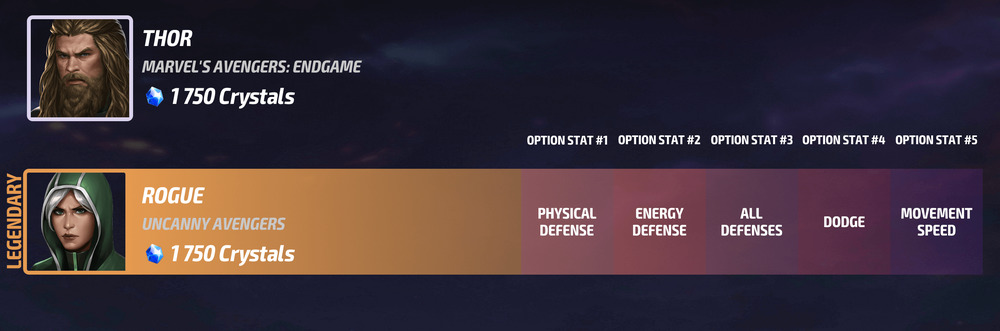 THOR
MARVEL'S AVENGERS: ENDGAME
1 750 Crystals
OPTION STAT #1 OPTION STAT #2 OPTION STAT #3 OPTION STAT #4 OPTION STAT #5
LEGENDARY
ROGUE
UNCANNY AVENGERS
1 750 Crystals
PHYSICAL
DEFENSE
ENERGY
DEFENSE
ALL
DEFENSES
DODGE
MOVEMENT
SPEED